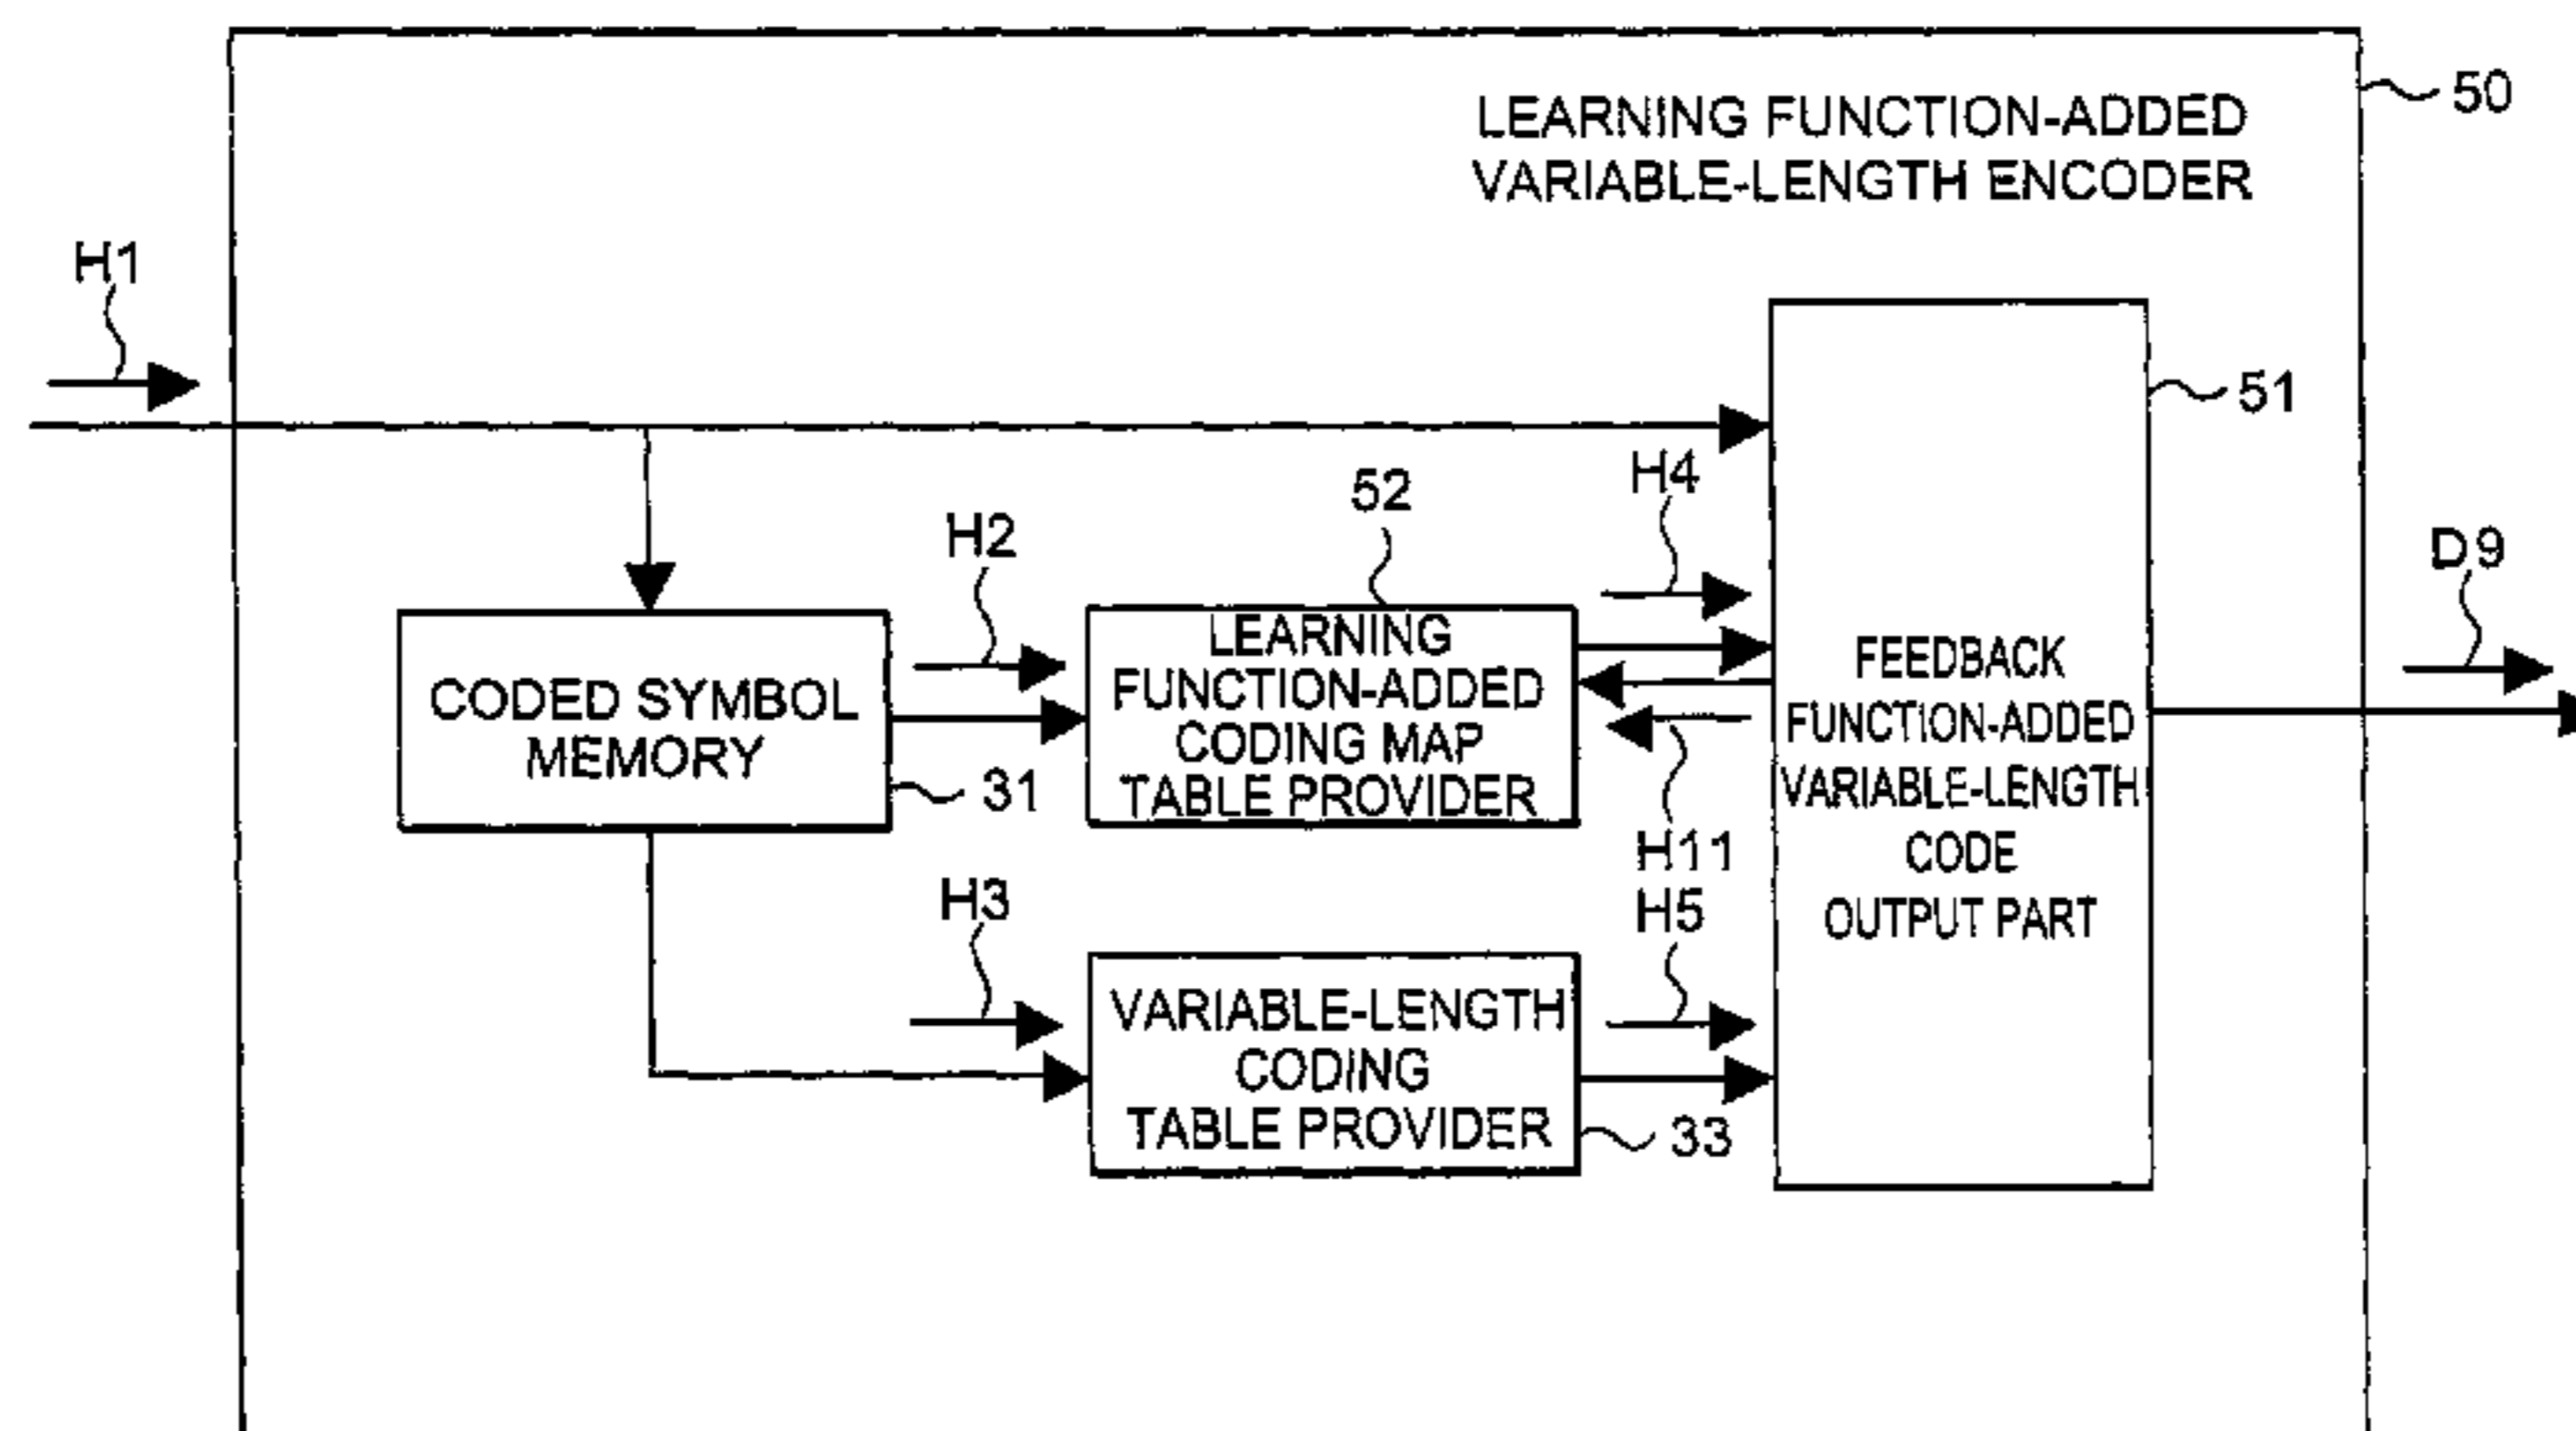 LEARNING FUNCTION-ADDED
VARIABLE-LENGTH ENCODER
50
H1
51
H4
52
H2
D9
LEARNING
FUNCTION-ADDED
CODING MAP
TABLE PROVIDER
CODED SYMBOL
MEMORY
31
FEEDBACK
FUNCTION-ADDED
VARIABLE-LENGTH
CODE
OUTPUT PART
H11
H3
H5
VARIABLE-LENGTH
CODING
TABLE PROVIDER
33